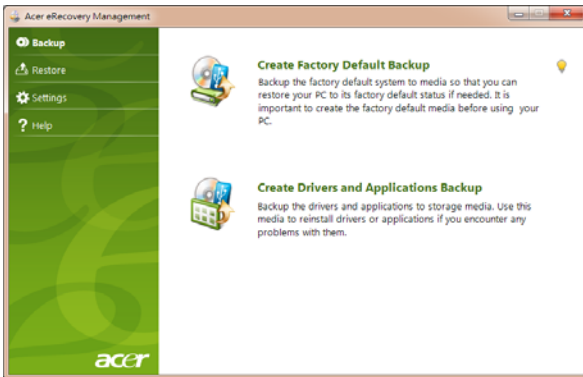 Acer eRecovery Management
Backup
Restore
Settings
Help
Create Factory Default Backup
Backup the factory default system to media so that you can
restore your PC to its factory default status if needed. It is
important to create the factory default media before using your
PC.
Create Drivers and Applications Backup
Backup the drivers and applications to storage media. Use this
media to reinstall drivers or applications if you encounter any
problems with them.
acer